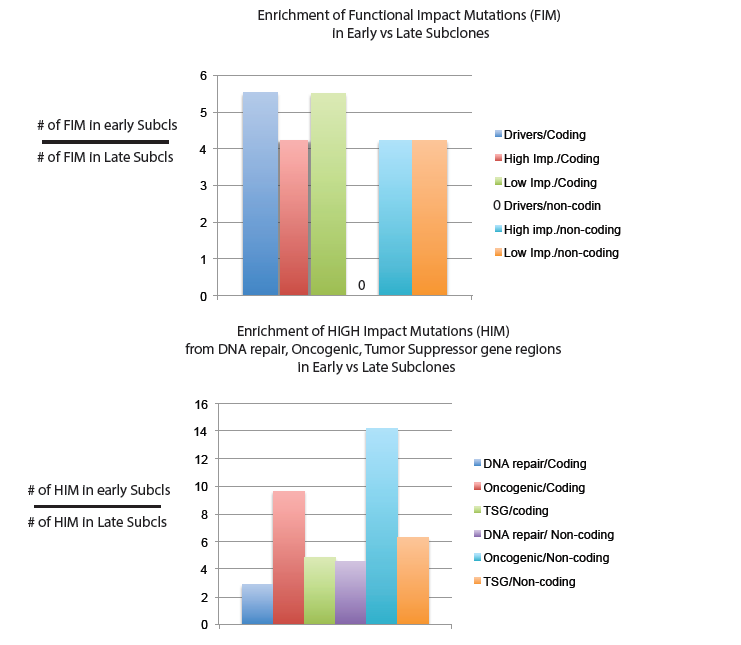 Enrichment of Functional Impact Mutations (FIM)
in Early vs Late Subclones
6
5
4
3
2
1
0
# of FIM in early Subcls
# of FIM in Late Subcls
0
Drivers/Coding
High Imp./Coding
Low Imp./Coding
0 Drivers/non-codin
High imp./non-coding
Low Imp./non-coding
Enrichment of HIGH Impact Mutations (HIM)
from DNA repair, Oncogenic, Tumor Suppressor gene regions
in Early vs Late Subclones
16
14
12
10
8
6
4
2
0
# of HIM in early Subcls
# of HIM in Late Subcls
DNA repair/Coding
Oncogenic/Coding
TSG/coding
DNA repair/ Non-coding
Oncogenic/Non-coding
TSG/Non-coding